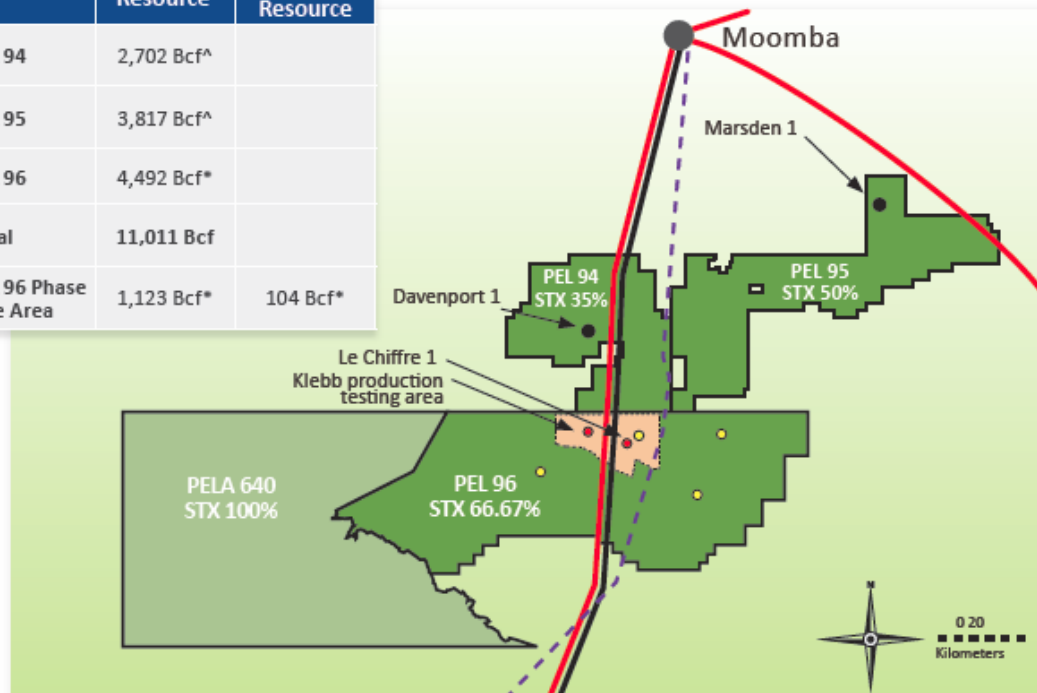 Resource
Resource
94
2,702 Bcf^
95
3,817 Bcf^
96
4,492 Bcf*
al
11,011 Bcf
96 Phase
e Area
1,123 Bcf*
104 Bcf*
Moomba
Marsden 1
PEL 94
STX 35%
PEL 95
STX 50%
Davenport 1
Le Chiffre 1
Klebb production
testing area
PELA 640
STX 100%
PEL 96
STX 66.67%
N
0 20
Kilometers